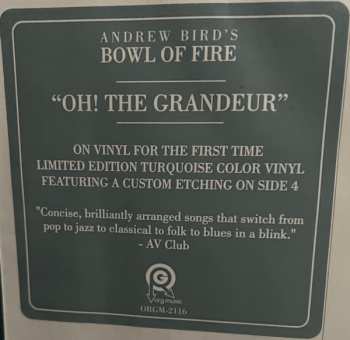 ANDREW BIRD'S
BOWL OF FIRE
"OH! THE GRANDEUR"
ON VINYL FOR THE FIRST TIME
LIMITED EDITION TURQUOISE COLOR VINYL
FEATURING A CUSTOM ETCHING ON SIDE 4
"Concise, brilliantly arranged songs that switch from
pop to jazz to classical to folk to blues in a blink."
- AV Club
org music
ORGM-2116